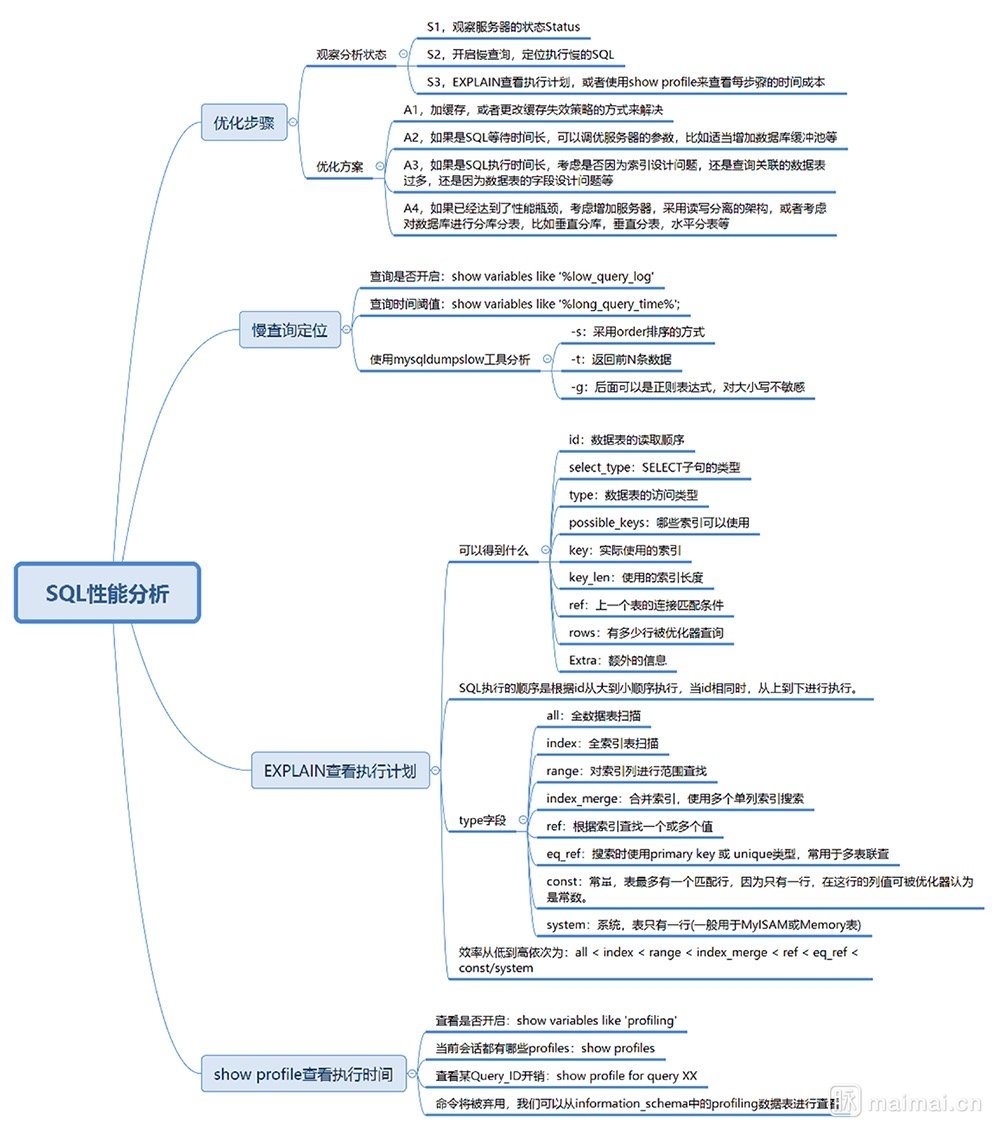 SQL性能分析
优化步骤
观察分析状态
S1，观察服务器的状态Status
S2，开启慢查询，定位执行慢的SQL
S3，EXPLAIN查看执行计划，或者使用show profile来查看每步骤的时间成本
优化方案
A1，加缓存，或者更改缓存失效策略的方式来解决
A2，如果是SQL等待时间长，可以调优服务器的参数，比如适当增加数据库缓冲池等
A3，如果是SQL执行时间长，考虑是否因为索引设计问题，还是查询关联的数据表
过多，还是因为数据表的字段设计问题等
A4，如果已经达到了性能瓶颈，考虑增加服务器，采用读写分离的架构，或者考虑
对数据库进行分库分表，比如垂直分库，垂直分表，水平分表等
慢查询定位
查询是否开启：show variables like '%low_query_log'
查询时间阈值：show variables like '%long_query_time%';
使用mysqldumpslow工具分析
-s：采用order排序的方式
-t：返回前N条数据
-g：后面可以是正则表达式，对大小写不敏感
EXPLAIN查看执行计划
可以得到什么
id：数据表的读取顺序
select_type：SELECT子句的类型
type：数据表的访问类型
possible_keys：哪些索引可以使用
key：实际使用的索引
key_len：使用的索引长度
ref：上一个表的连接匹配条件
rows：有多少行被优化器查询
Extra：额外的信息
SQL执行的顺序是根据id从大到小顺序执行，当id相同时，从上到下进行执行。
type字段
all：全数据表扫描
index：全索引表扫描
range：对索引列进行范围查找
index_merge：合并索引，使用多个单列索引搜索
ref：根据索引查找一个或多个值
eq_ref：搜索时使用primary key 或 unique类型，常用于多表联查
const：常量，表最多有一个匹配行，因为只有一行，在这行的列值可被优化器认为
是常数。
system：系统，表只有一行(一般用于MyISAM或Memory表)
效率从低到高依次为：all < index < range < index_merge < ref < eq_ref <
const/system
show profile查看执行时间
查看是否开启：show variables like 'profiling'
当前会话都有哪些profiles：show profiles
查看某Query_ID开销：show profile for query XX
命令将被弃用，我们可以从information_schema中的profiling数据表进行查看
脉 maimai.cn